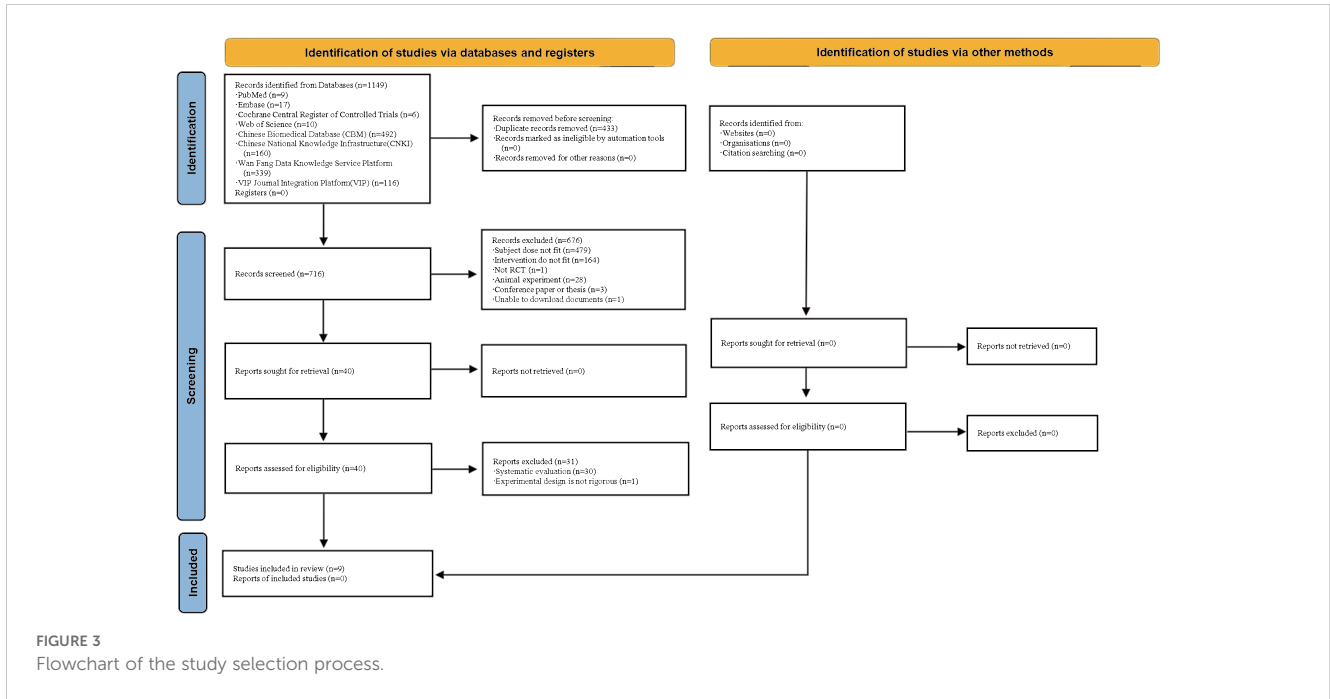 Identification of studies via databases and registers
Identification of studies via other methods
Identification
Records identified from Databases (n=1149)
·PubMed (n=9)
·Embase (n=17)
·Cochrane Central Register of Controlled Trials (n=6)
·Web of Science (n=10)
·Chinese Biomedical Database (CBM) (n=492)
·Chinese National Knowledge Infrastructure(CNKI)
(n=160)
·Wan Fang Data Knowledge Service Platform
(n=339)
·VIP Journal Integration Platform(VIP) (n=116)
Registers (n=0)
Records removed before screening:
·Duplicate records removed (n=433)
·Records marked as ineligible by automation tools
(n=0)
·Records removed for other reasons (n=0)
Records identified from:
·Websites (n=0)
·Organisations (n=0)
·Citation searching (n=0)
Screening
Records screened (n=716)
Records excluded (n=676)
·Subject dose not fit (n=479)
·Intervention do not fit (n=164)
·Not RCT (n=1)
·Animal experiment (n=28)
·Conference paper or thesis (n=3)
·Unable to download documents (n=1)
Reports sought for retrieval (n=40)
Reports not retrieved (n=0)
Reports sought for retrieval (n=0)
Reports not retrieved (n=0)
Reports assessed for eligibility (n=40)
Reports excluded (n=31)
·Systematic evaluation (n=30)
·Experimental design is not rigorous (n=1)
Reports assessed for eligibility (n=0)
Reports excluded (n=0)
Included
Studies included in review (n=9)
Reports of included studies (n=0)
FIGURE 3
Flowchart of the study selection process.